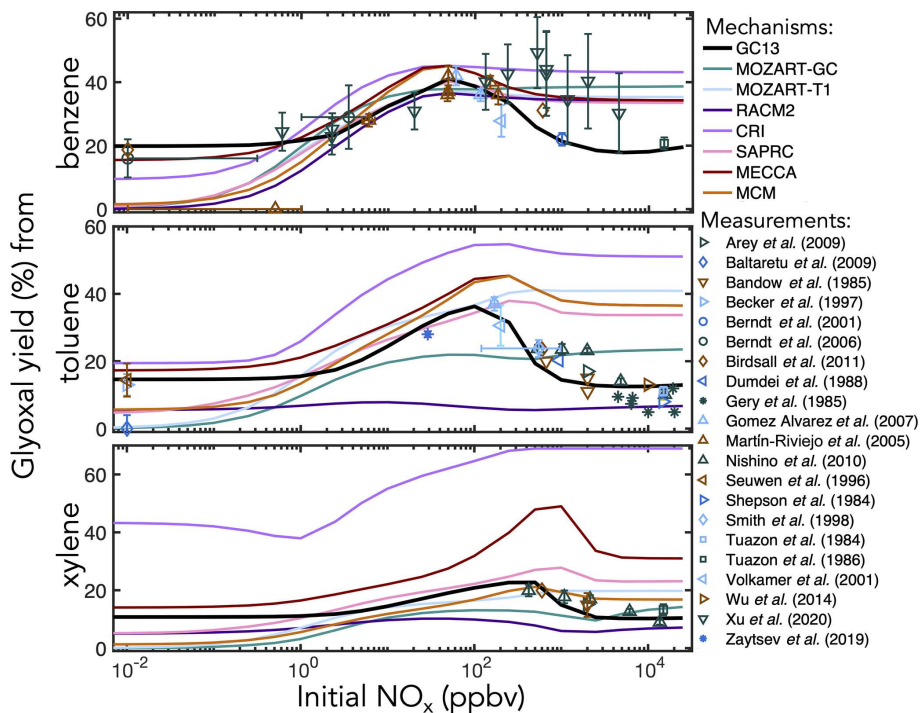 Glyoxal yield (%) from
benzene
60
40
20
0
toluene
60
40
20
0
xylene
60
40
20
0
10-2
100
102
104
Initial NOx (ppbv)
Mechanisms:
GC13
MOZART-GC
MOZART-T1
RACM2
CRI
SAPRC
MECCA
MCM
Measurements:
Arey et al. (2009)
Baltaretu et al. (2009)
Bandow et al. (1985)
Becker et al. (1997)
Berndt et al. (2001)
Berndt et al. (2006)
Birdsall et al. (2011)
Dumdei et al. (1988)
Gery et al. (1985)
Gomez Alvarez et al. (2007)
Martín-Riviejo et al. (2005)
Nishino et al. (2010)
Seuwen et al. (1996)
Shepson et al. (1984)
Smith et al. (1998)
Tuazon et al. (1984)
Tuazon et al. (1986)
Volkamer et al. (2001)
Wu et al. (2014)
Xu et al. (2020)
Zaytsev et al. (2019)